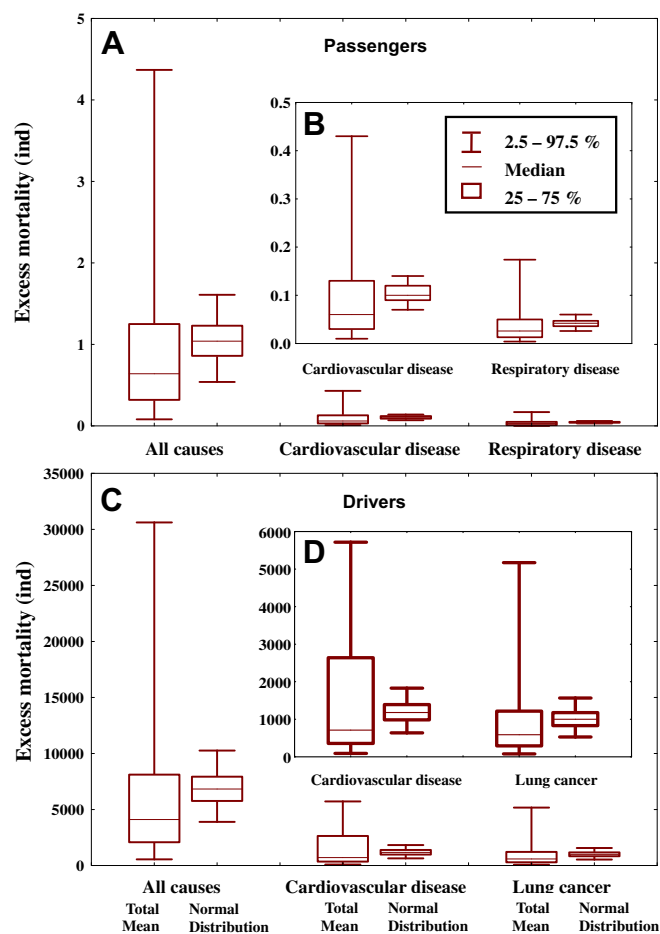 A
Passengers
5
4
3
2
1
0
Excess mortality (ind)
B
0.5
0.4
0.3
0.2
0.1
0.0
2.5 – 97.5 %
Median
25 – 75 %
Cardiovascular disease
Respiratory disease
All causes
Cardiovascular disease
Respiratory disease
C
Drivers
35000
30000
25000
20000
15000
10000
5000
0
Excess mortality (ind)
D
6000
5000
4000
3000
2000
1000
0
Cardiovascular disease
Lung cancer
All causes
Cardiovascular disease
Lung cancer
Total Normal Total Normal Total Normal
Mean Distribution Mean Distribution Mean Distribution